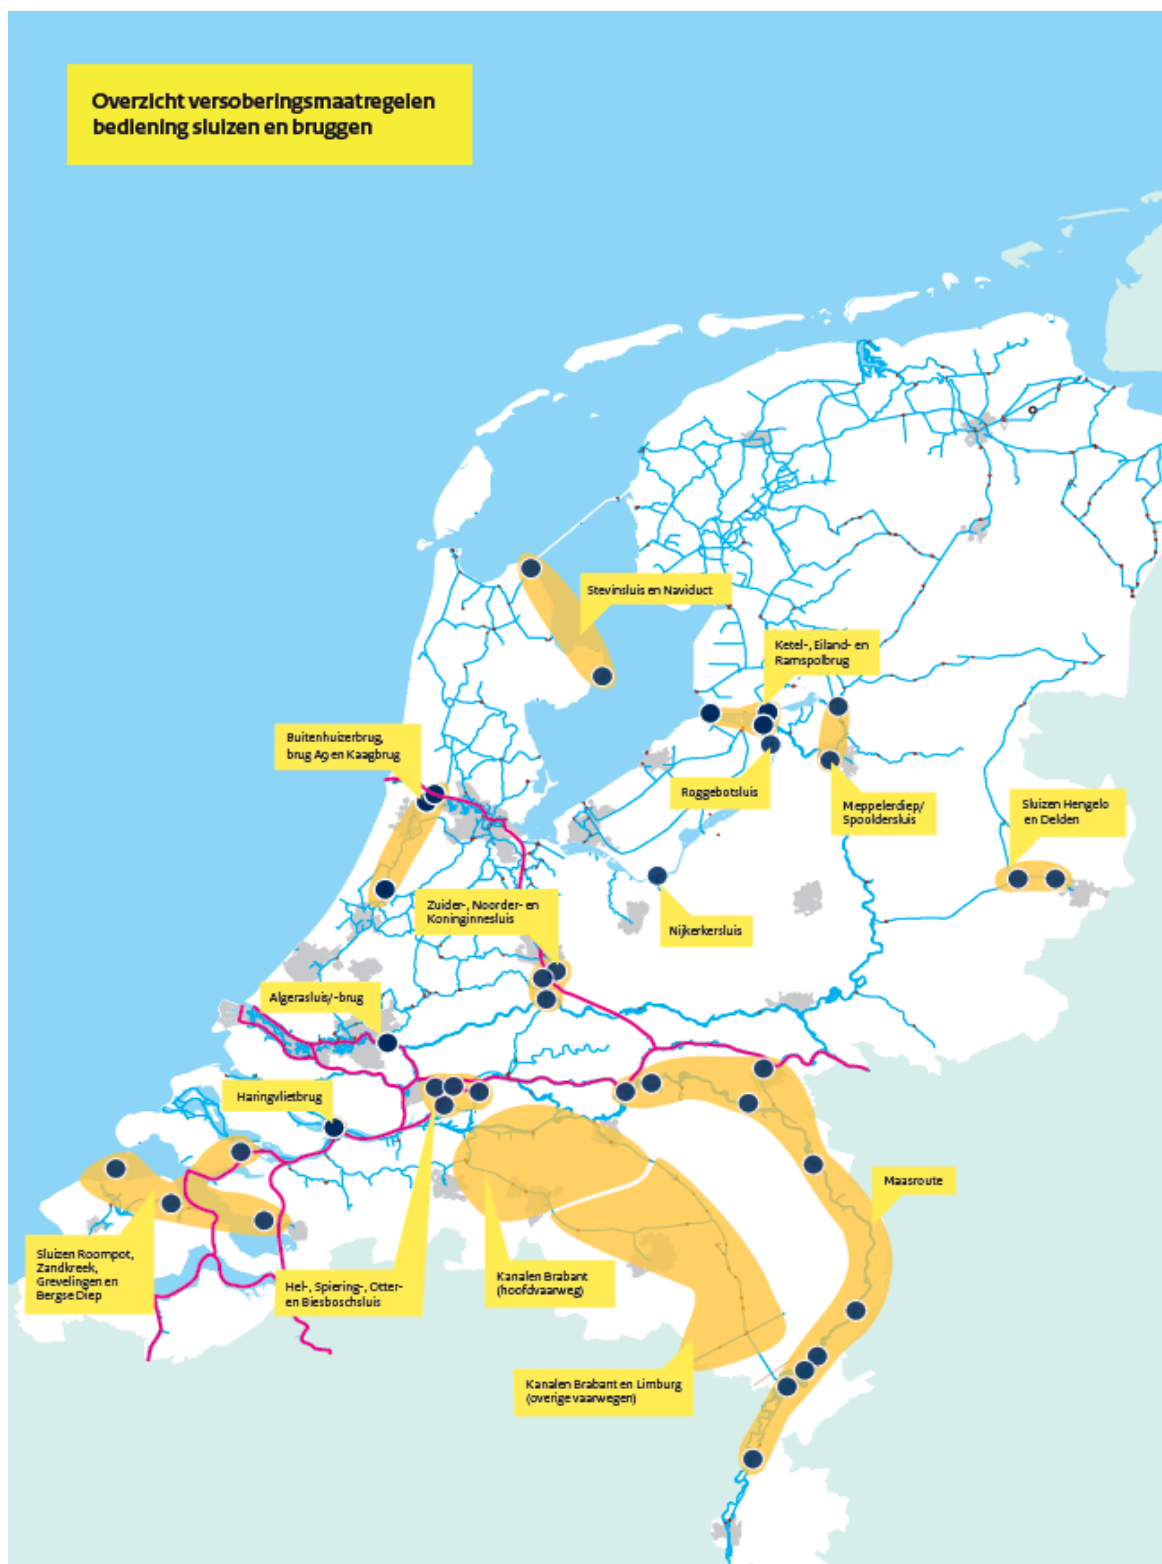 Overzicht versoberingsmaatregelen
bediening sluizen en bruggen
Stevinsluis en Naviduct
Ketel-, Eiland- en
Ramspolbrug
Buitenhuizerbrug,
brug A9 en Kaagbrug
Roggebotsluis
Meppelerdiep/
Spooldersluis
Sluizen Hengelo
en Delden
Zuider-, Noorder- en
Koninginnesluis
Nijkerkersluis
Algerasluis/-brug
Haringvlietbrug
Maasroute
Sluizen Roompot,
Zandkreek,
Grevelingen en
Bergse Diep
Hel-, Spiering-, Otter-
en Biesboschsluis
Kanalen Brabant
(hoofdvaarweg)
Kanalen Brabant en Limburg
(overige vaarwegen)